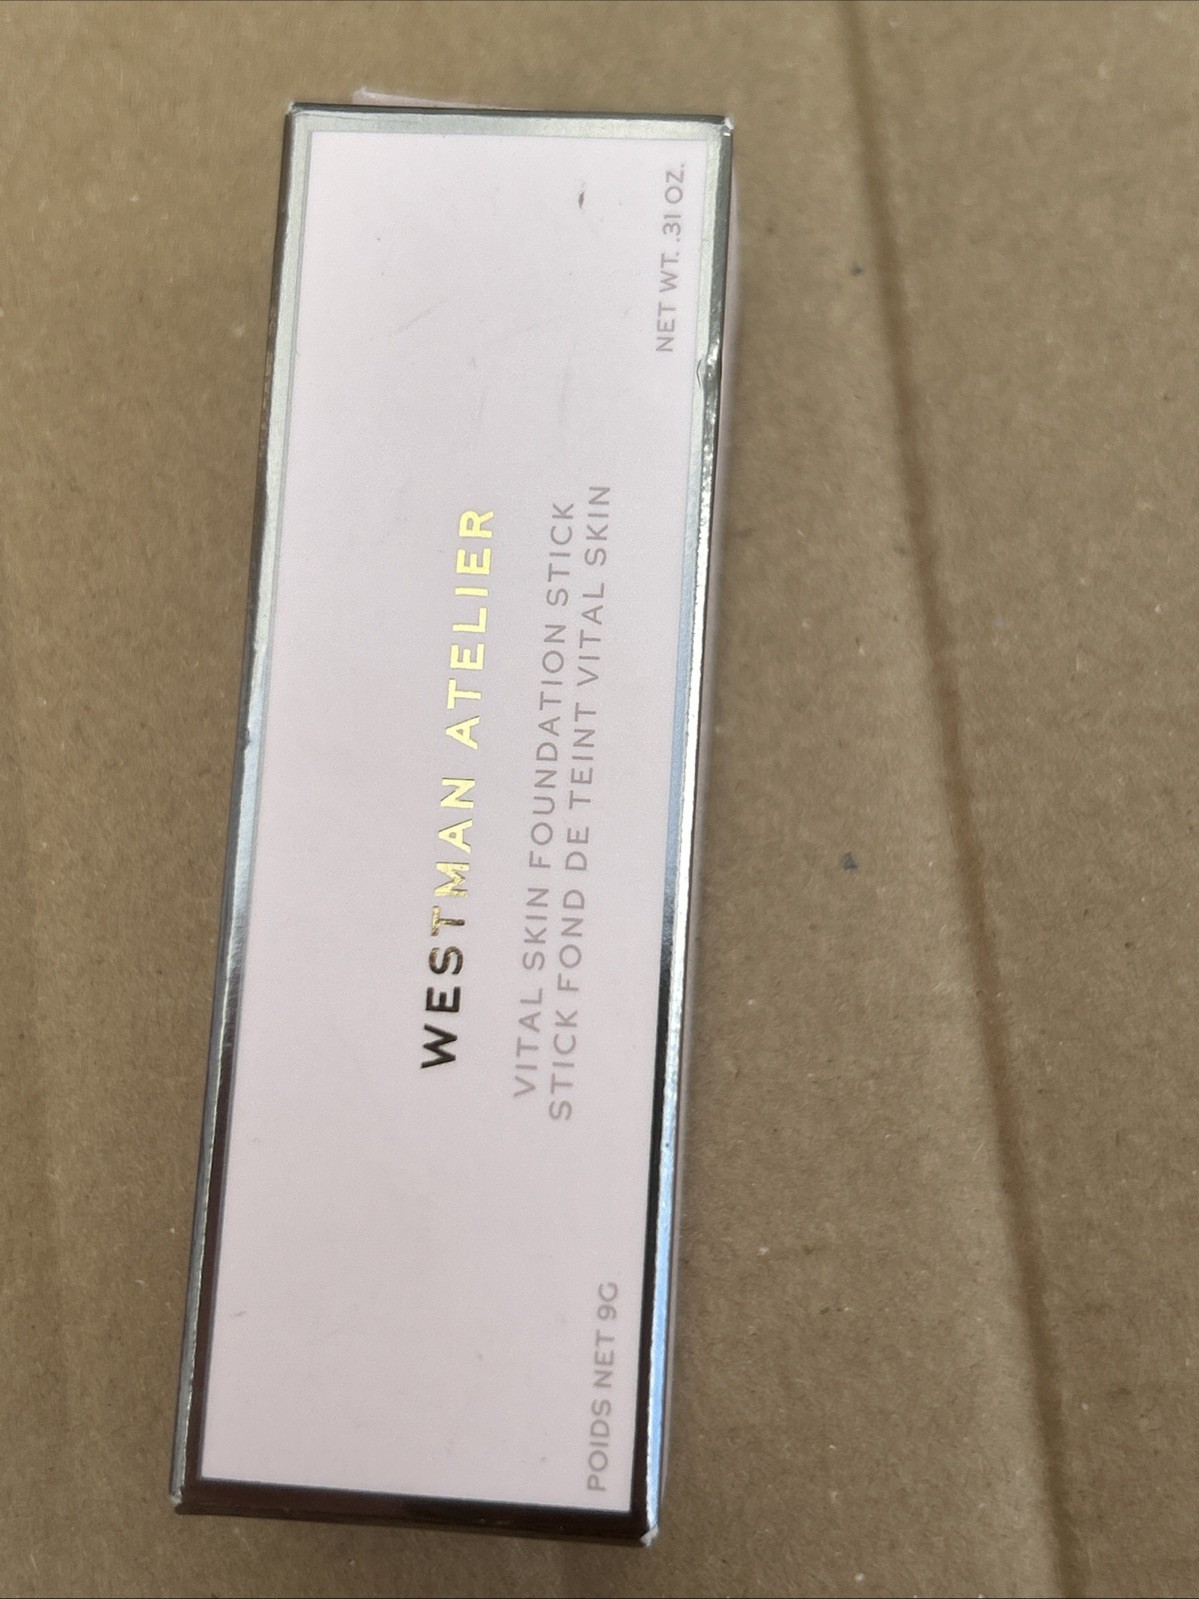 WESTMAN ATELIER
VITAL SKIN FOUNDATION STICK
STICK FOND DE TEINT VITAL SKIN
POIDS NET 9G
NET WT. .31 OZ.